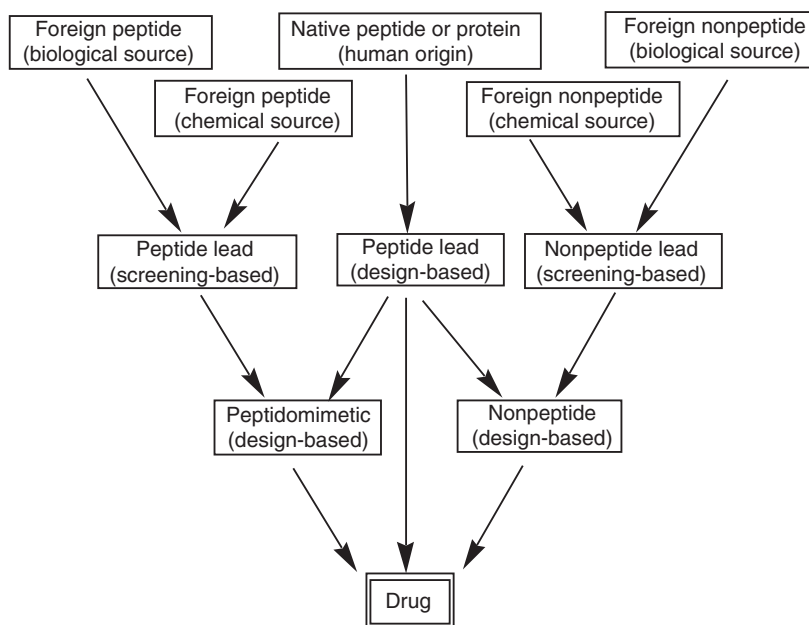 Foreign peptide
(biological source)
Native peptide or protein
(human origin)
Foreign nonpeptide
(biological source)
Foreign peptide
(chemical source)
Foreign nonpeptide
(chemical source)
Peptide lead
(screening-based)
Peptide lead
(design-based)
Nonpeptide lead
(screening-based)
Peptidomimetic
(design-based)
Nonpeptide
(design-based)
Drug